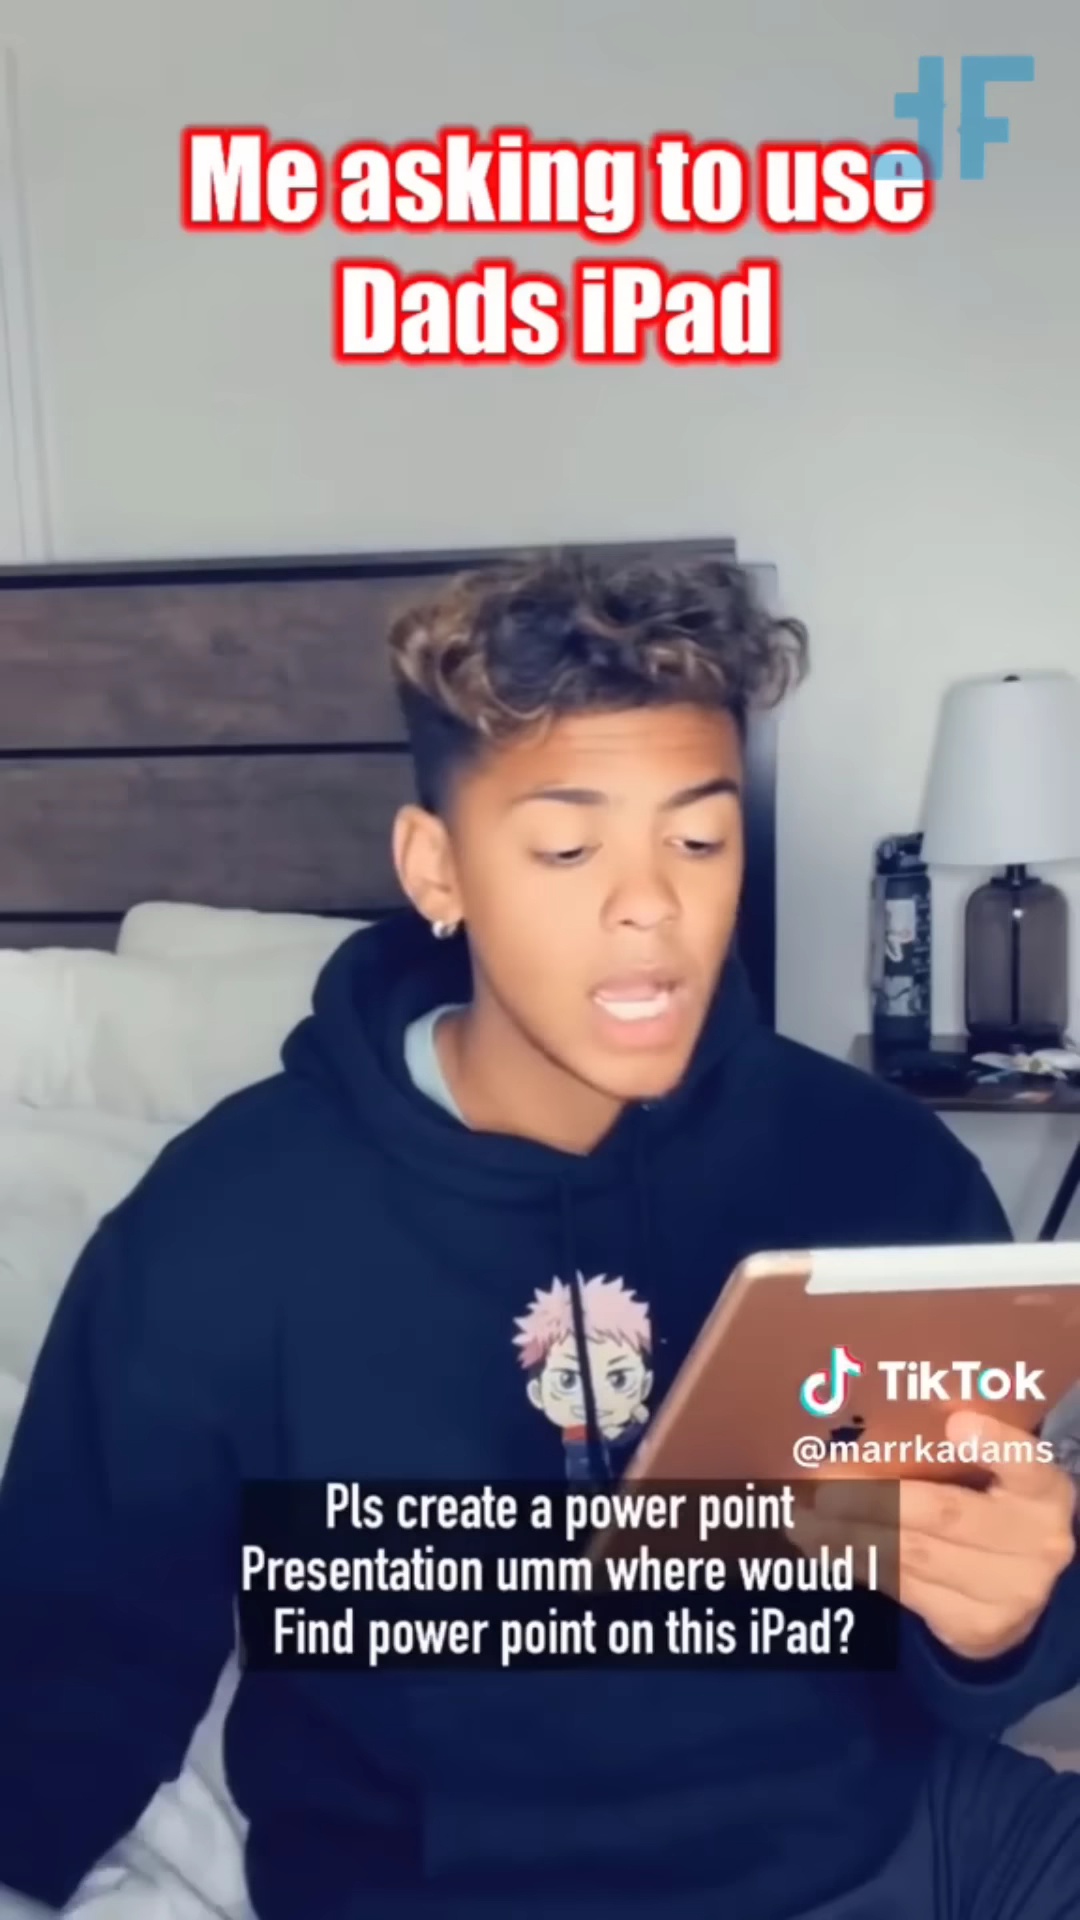 Me asking to use
Dads iPad
TikTok
@marrkadams
Pls create a power point
Presentation umm where would I
Find power point on this iPad?